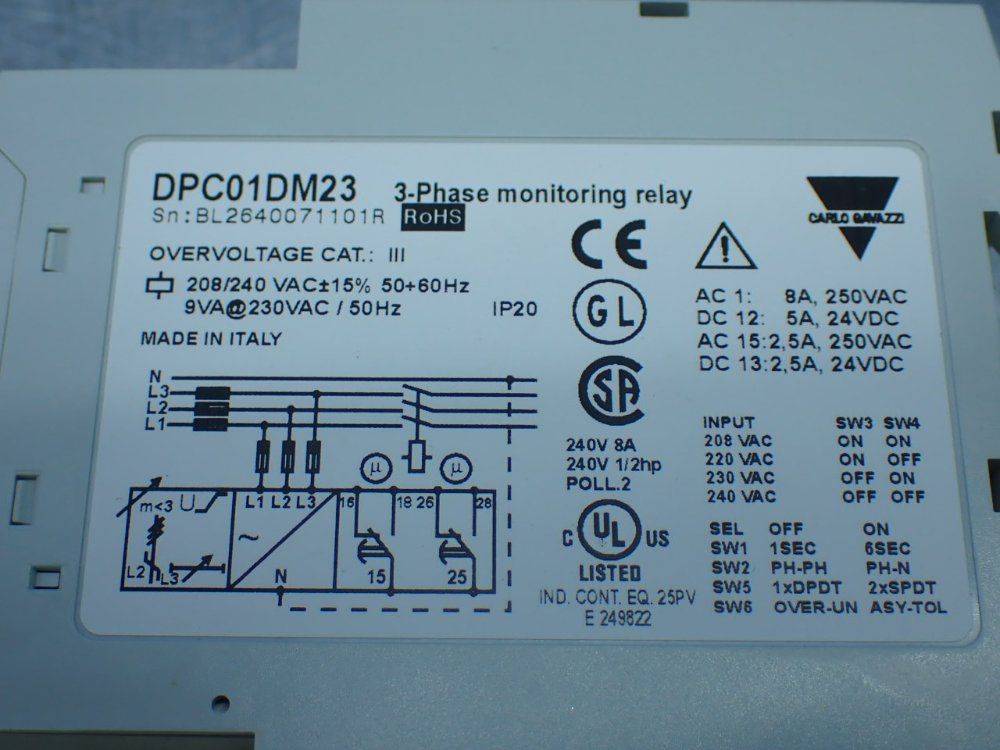 DPC01DM23 3-Phase monitoring relay
Sn:BL2640071101R RoHS
CARLO GAVAZZI
OVERVOLTAGE CAT.: III
208/240 VAC±15% 50+60Hz
9VA@230VAC / 50Hz
IP20
MADE IN ITALY
CE
GL
AC 1: 8A, 250VAC
DC 12: 5A, 24VDC
AC 15:2,5A, 250VAC
DC 13:2,5A, 24VDC
SA
240V 8A
240V 1/2hp
POLL.2
C UL US
LISTED
IND. CONT. EQ. 25PV
E 249822
N
L3
L2
L1
µ µ
L1 L2 L3 16 18 26 28
m<3 U
~
L2 L3 N 15 25
INPUT SW3 SW4
208 VAC ON ON
220 VAC ON OFF
230 VAC OFF ON
240 VAC OFF OFF
SEL OFF ON
SW1 1SEC 6SEC
SW2 PH-PH PH-N
SW5 1xDPDT 2xSPDT
SW6 OVER-UN ASY-TOL